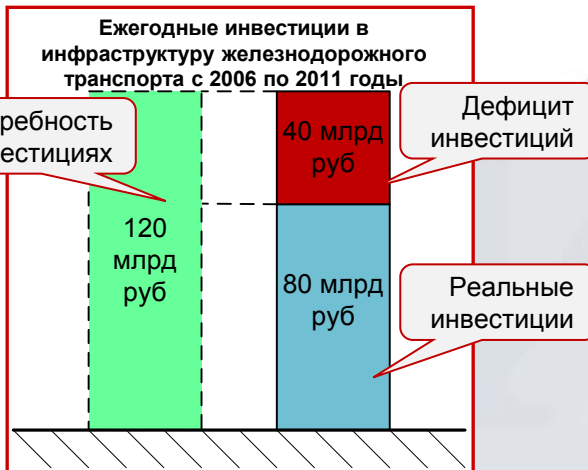 Ежегодные инвестиции в
инфраструктуру железнодорожного
транспорта с 2006 по 2011 годы
ребность
естициях
120
млрд
руб
40 млрд
руб
80 млрд
руб
Дефицит
инвестиций
Реальные
инвестиции